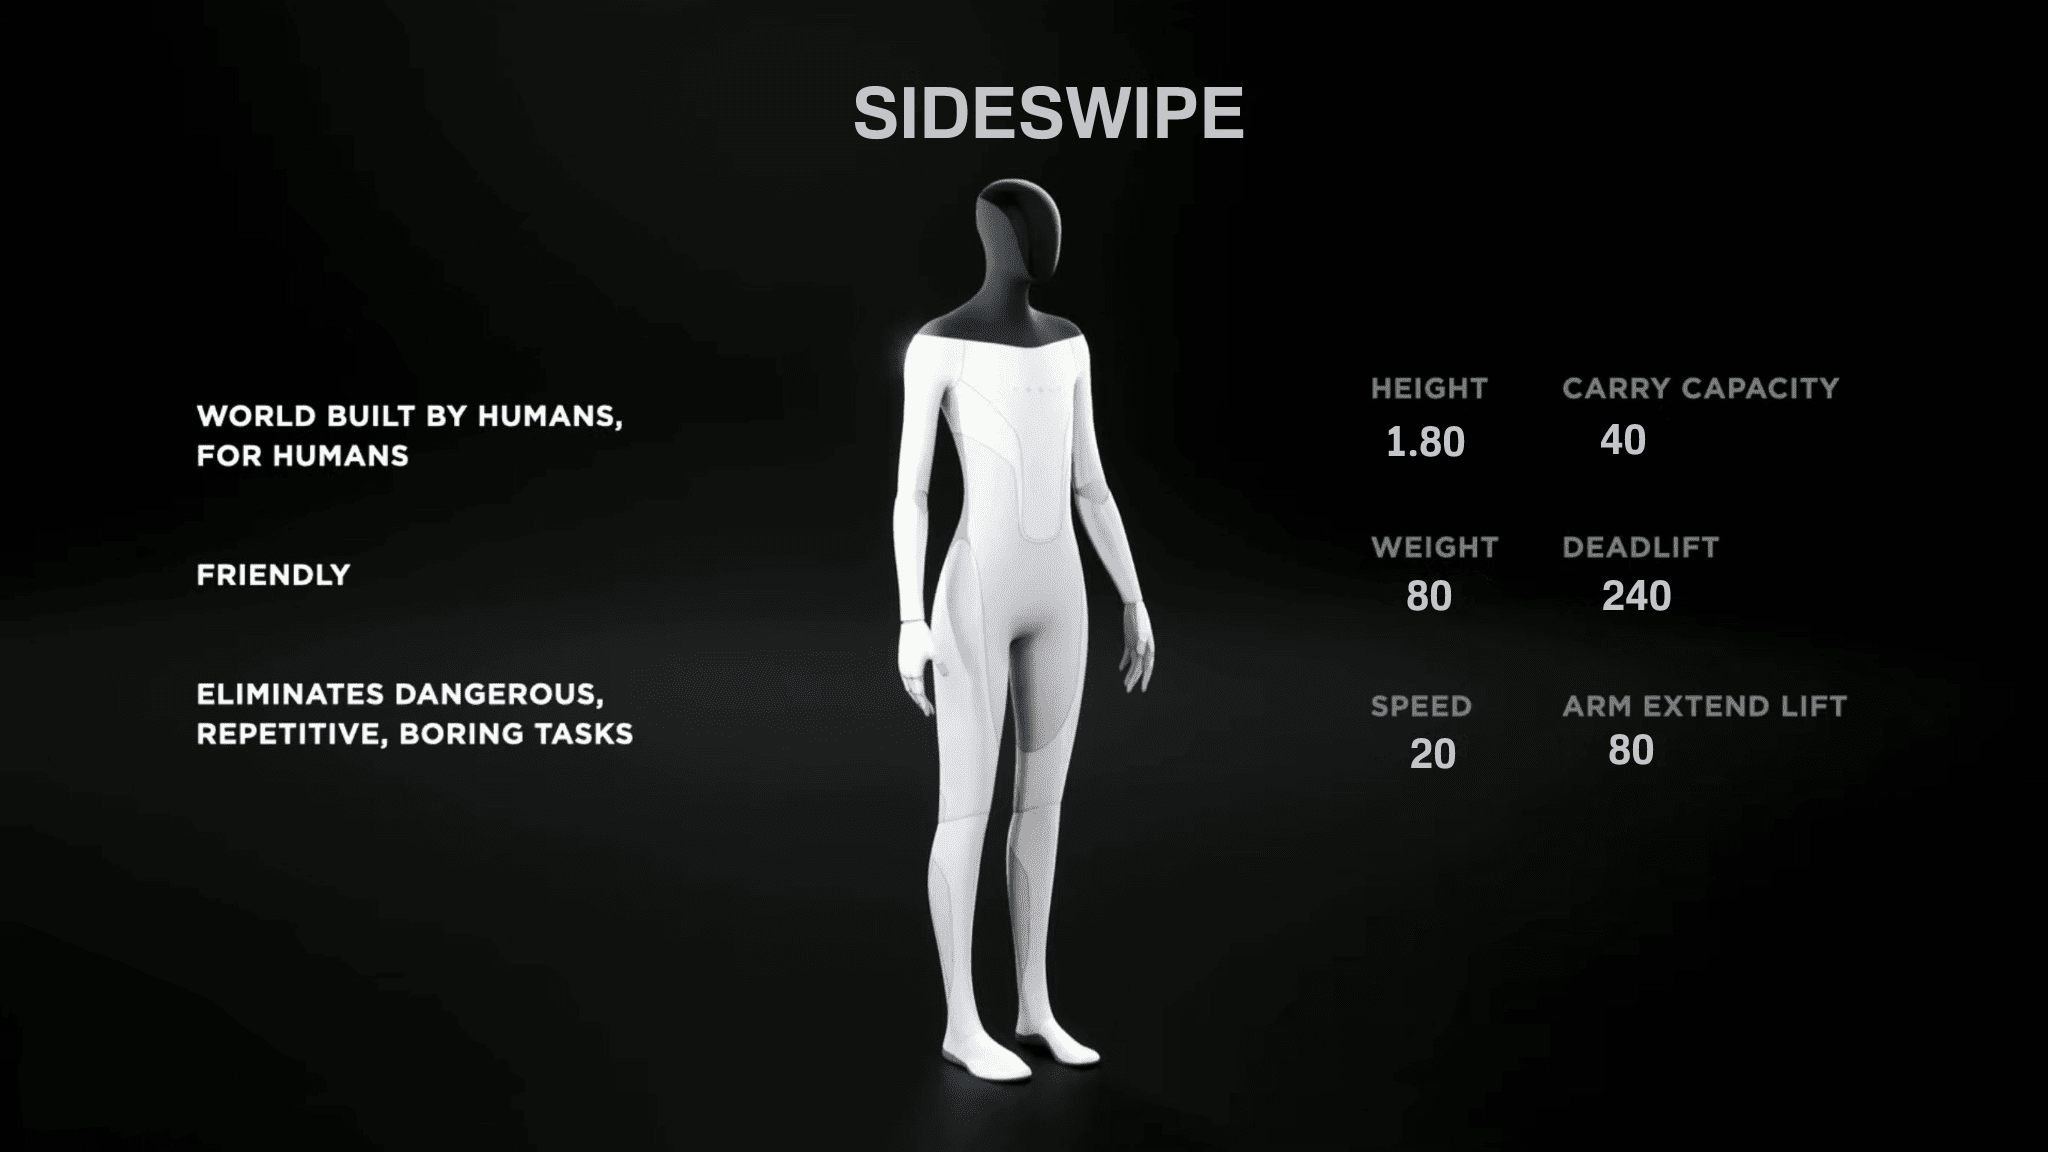 SIDESWIPE
WORLD BUILT BY HUMANS,
FOR HUMANS
FRIENDLY
ELIMINATES DANGEROUS,
REPETITIVE, BORING TASKS
HEIGHT CARRY CAPACITY
1.80 40
WEIGHT DEADLIFT
80 240
SPEED ARM EXTEND LIFT
20 80